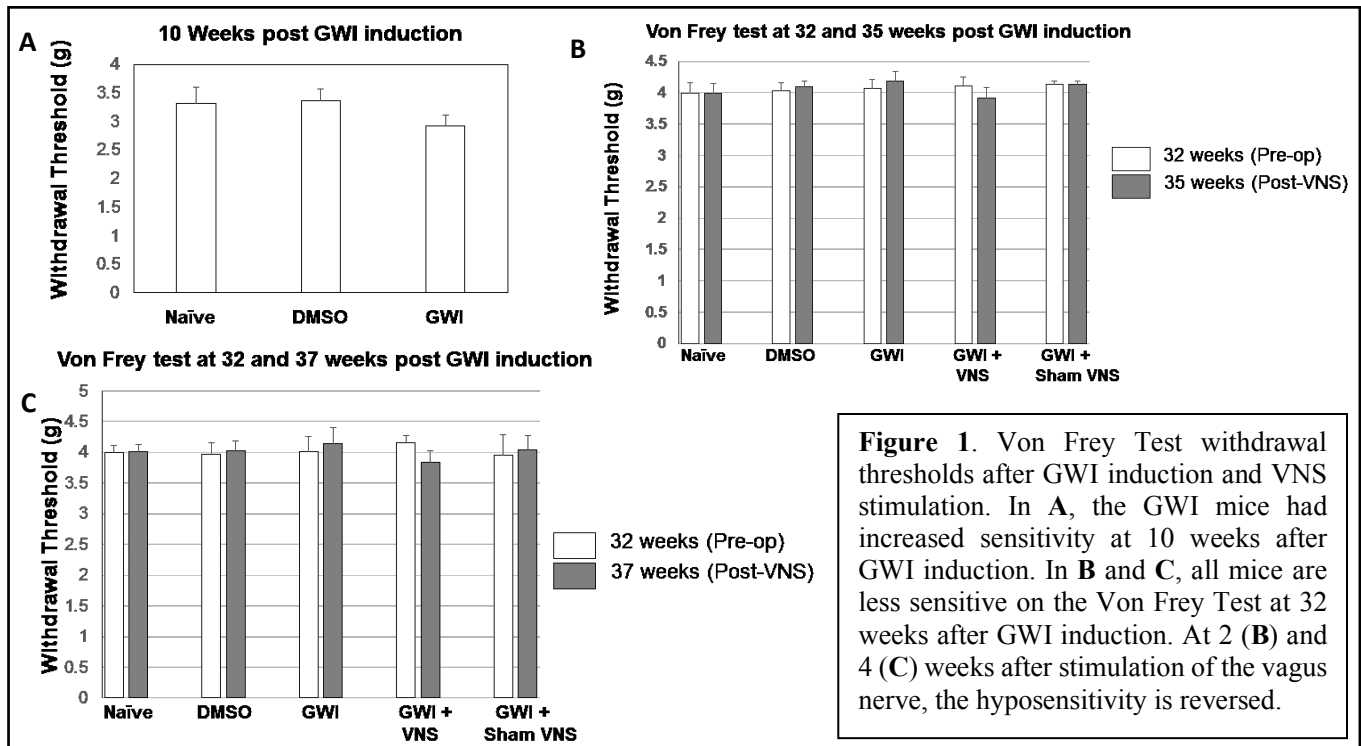 A
10 Weeks post GWI induction
Withdrawal Threshold (g)
4
3.5
3
2.5
2
1.5
1
0.5
0
Naïve DMSO GWI
B
Von Frey test at 32 and 35 weeks post GWI induction
Withdrawal Threshold (g)
4.5
4
3.5
3
2.5
2
1.5
1
0.5
0
Naïve DMSO GWI GWI + VNS GWI + Sham VNS
32 weeks (Pre-op)
35 weeks (Post-VNS)
Von Frey test at 32 and 37 weeks post GWI induction
C
Withdrawal Threshold (g)
5
4.5
4
3.5
3
2.5
2
1.5
1
0.5
0
Naïve DMSO GWI GWI + VNS GWI + Sham VNS
32 weeks (Pre-op)
37 weeks (Post-VNS)
Figure 1. Von Frey Test withdrawal
thresholds after GWI induction and VNS
stimulation. In A, the GWI mice had
increased sensitivity at 10 weeks after
GWI induction. In B and C, all mice are
less sensitive on the Von Frey Test at 32
weeks after GWI induction. At 2 (B) and
4 (C) weeks after stimulation of the vagus
nerve, the hyposensitivity is reversed.